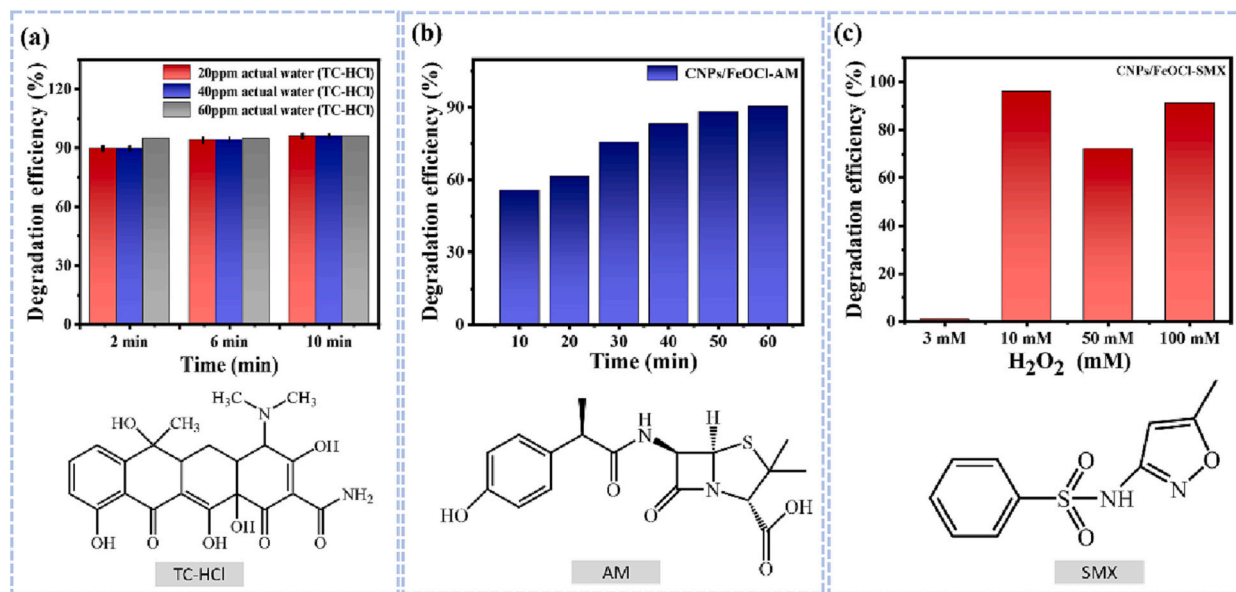 (a)
20ppm actual water (TC-HCl)
40ppm actual water (TC-HCl)
60ppm actual water (TC-HCl)
Degradation efficiency (%)
120
90
60
30
0
2 min 6 min 10 min
Time (min)
HO CH₃ H₃C N CH₃ OH
NH₂
OH O OH OH O O
TC-HCl
(b)
CNPs/FeOCl-AM
Degradation efficiency (%)
90
60
30
0
10 20 30 40 50 60
Time (min)
H N H S
HO O O N OH
O
AM
(c)
CNPs/FeOCl-SMX
Degradation efficiency (%)
100
80
60
40
20
0
3 mM 10 mM 50 mM 100 mM
H₂O₂ (mM)
O S NH N O
O
SMX